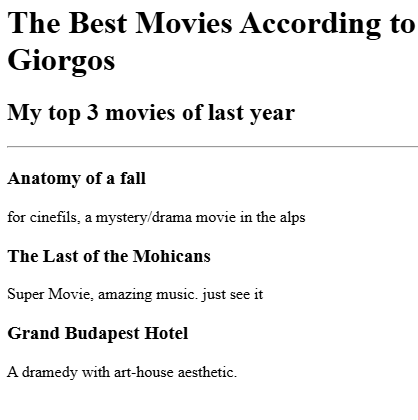 The Best Movies According to
Giorgos
My top 3 movies of last year
Anatomy of a fall
for cinefils, a mystery/drama movie in the alps
The Last of the Mohicans
Super Movie, amazing music. just see it
Grand Budapest Hotel
A dramedy with art-house aesthetic.